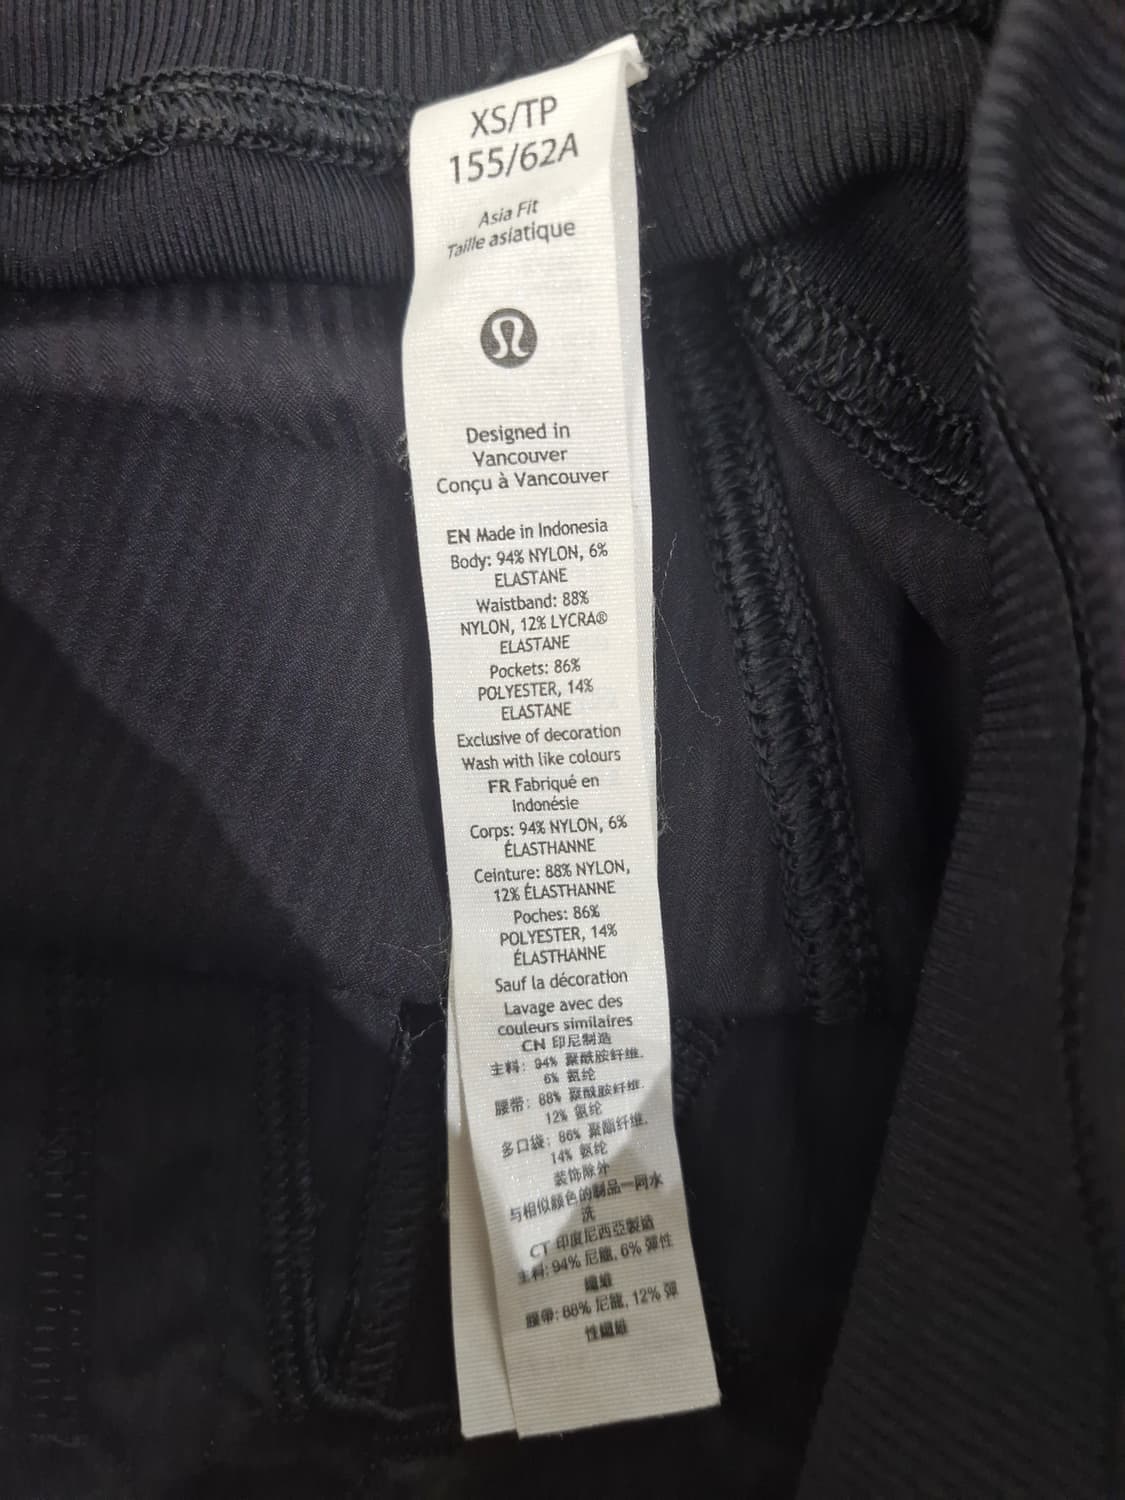 XS/TP
155/62A
Asia Fit
Taille asiatique
Designed in
Vancouver
Conçu à Vancouver
EN Made in Indonesia
Body: 94% NYLON, 6%
ELASTANE
Waistband: 88%
NYLON, 12% LYCRA®
ELASTANE
Pockets: 86%
POLYESTER, 14%
ELASTANE
Exclusive of decoration
Wash with like colours
FR Fabriqué en
Indonésie
Corps: 94% NYLON, 6%
ÉLASTHANNE
Ceinture: 88% NYLON,
12% ÉLASTHANNE
Poches: 86%
POLYESTER, 14%
ÉLASTHANNE
Sauf la décoration
Lavage avec des
couleurs similaires
CN 印尼制造
主料: 94% 聚酰胺纤维.
6% 氨纶
腰带: 88% 聚酰胺纤维.
12% 氨纶
多口袋: 86% 聚酯纤维.
14% 氨纶
装饰除外
与相似颜色的制品一同水
洗
CT 印度尼西亞製造
主料: 94% 尼龍, 6% 彈性
纖維
腰帶: 88% 尼龍, 12% 彈
性纖維